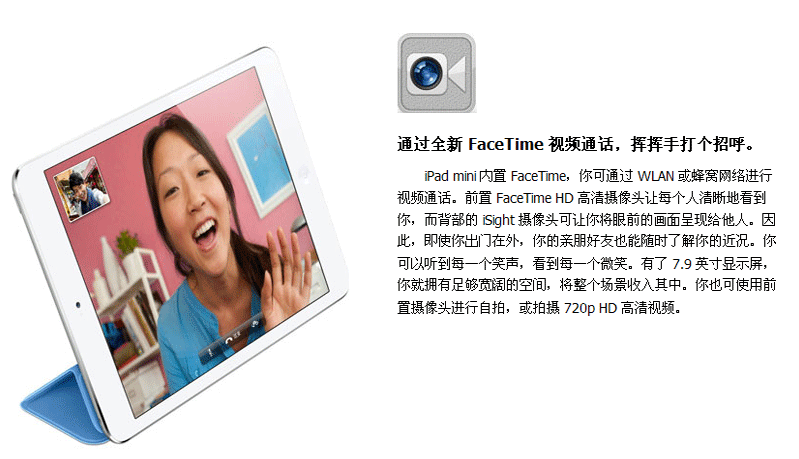 通过全新 FaceTime 视频通话，挥挥手打个招呼。
iPad mini 内置 FaceTime，你可通过 WLAN 或蜂窝网络进行
视频通话。前置 FaceTime HD 高清摄像头让每个人清晰地看到
你，而背部的 iSight 摄像头可让你将眼前的画面呈现给他人。因
此，即使你出门在外，你的亲朋好友也能随时了解你的近况。你
可以听到每一个笑声，看到每一个微笑。有了 7.9 英寸显示屏，
你就拥有足够宽阔的空间，将整个场景收入其中。你也可使用前
置摄像头进行自拍，或拍摄 720p HD 高清视频。